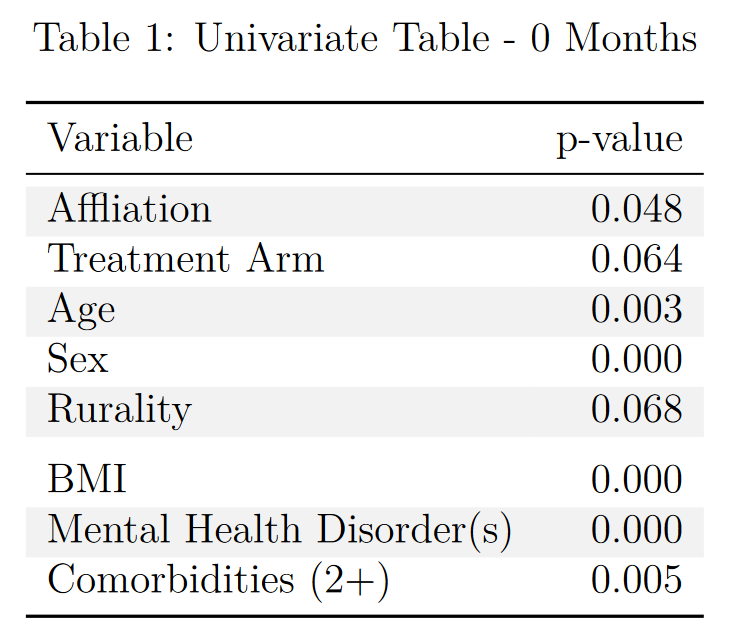 Table 1: Univariate Table - 0 Months
Variable p-value
Affliation 0.048
Treatment Arm 0.064
Age 0.003
Sex 0.000
Rurality 0.068
BMI 0.000
Mental Health Disorder(s) 0.000
Comorbidities (2+) 0.005